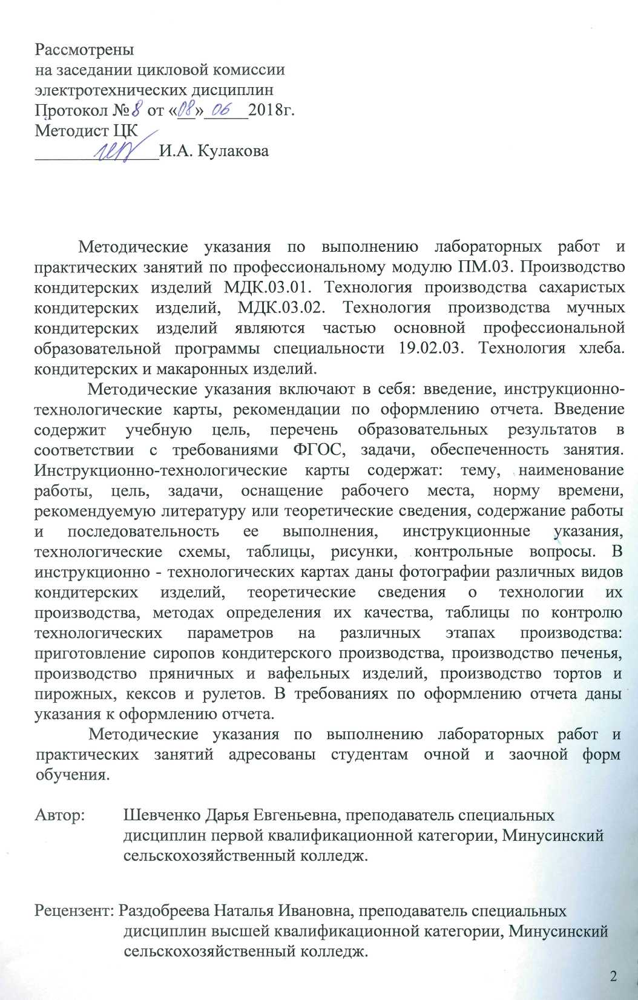 Рассмотрены
на заседании цикловой комиссии
электротехнических дисциплин
Протокол №8 от «08» 06 2018г.
Методист ЦК
И.А. Кулакова
Методические указания по выполнению лабораторных работ и
практических занятий по профессиональному модулю ПМ.03. Производство
кондитерских изделий МДК.03.01. Технология производства сахаристых
кондитерских изделий, МДК.03.02. Технология производства мучных
кондитерских изделий являются частью основной профессиональной
образовательной программы специальности 19.02.03. Технология хлеба.
кондитерских и макаронных изделий.
Методические указания включают в себя: введение, инструкционно-
технологические карты, рекомендации по оформлению отчета. Введение
содержит учебную цель, перечень образовательных результатов в
соответствии с требованиями ФГОС, задачи, обеспеченность занятия.
Инструкционно-технологические карты содержат: тему, наименование
работы, цель, задачи, оснащение рабочего места, норму времени,
рекомендуемую литературу или теоретические сведения, содержание работы
и последовательность ее выполнения, инструкционные указания,
технологические схемы, таблицы, рисунки, контрольные вопросы. В
инструкционно - технологических картах даны фотографии различных видов
кондитерских изделий, теоретические сведения о технологии их
производства, методах определения их качества, таблицы по контролю
технологических параметров на различных этапах производства:
приготовление сиропов кондитерского производства, производство печенья,
производство пряничных и вафельных изделий, производство тортов и
пирожных, кексов и рулетов. В требованиях по оформлению отчета даны
указания к оформлению отчета.
Методические указания по выполнению лабораторных работ и
практических занятий адресованы студентам очной и заочной форм
обучения.
Автор: Шевченко Дарья Евгеньевна, преподаватель специальных
дисциплин первой квалификационной категории, Минусинский
сельскохозяйственный колледж.
Рецензент: Раздобреева Наталья Ивановна, преподаватель специальных
дисциплин высшей квалификационной категории, Минусинский
сельскохозяйственный колледж.
2